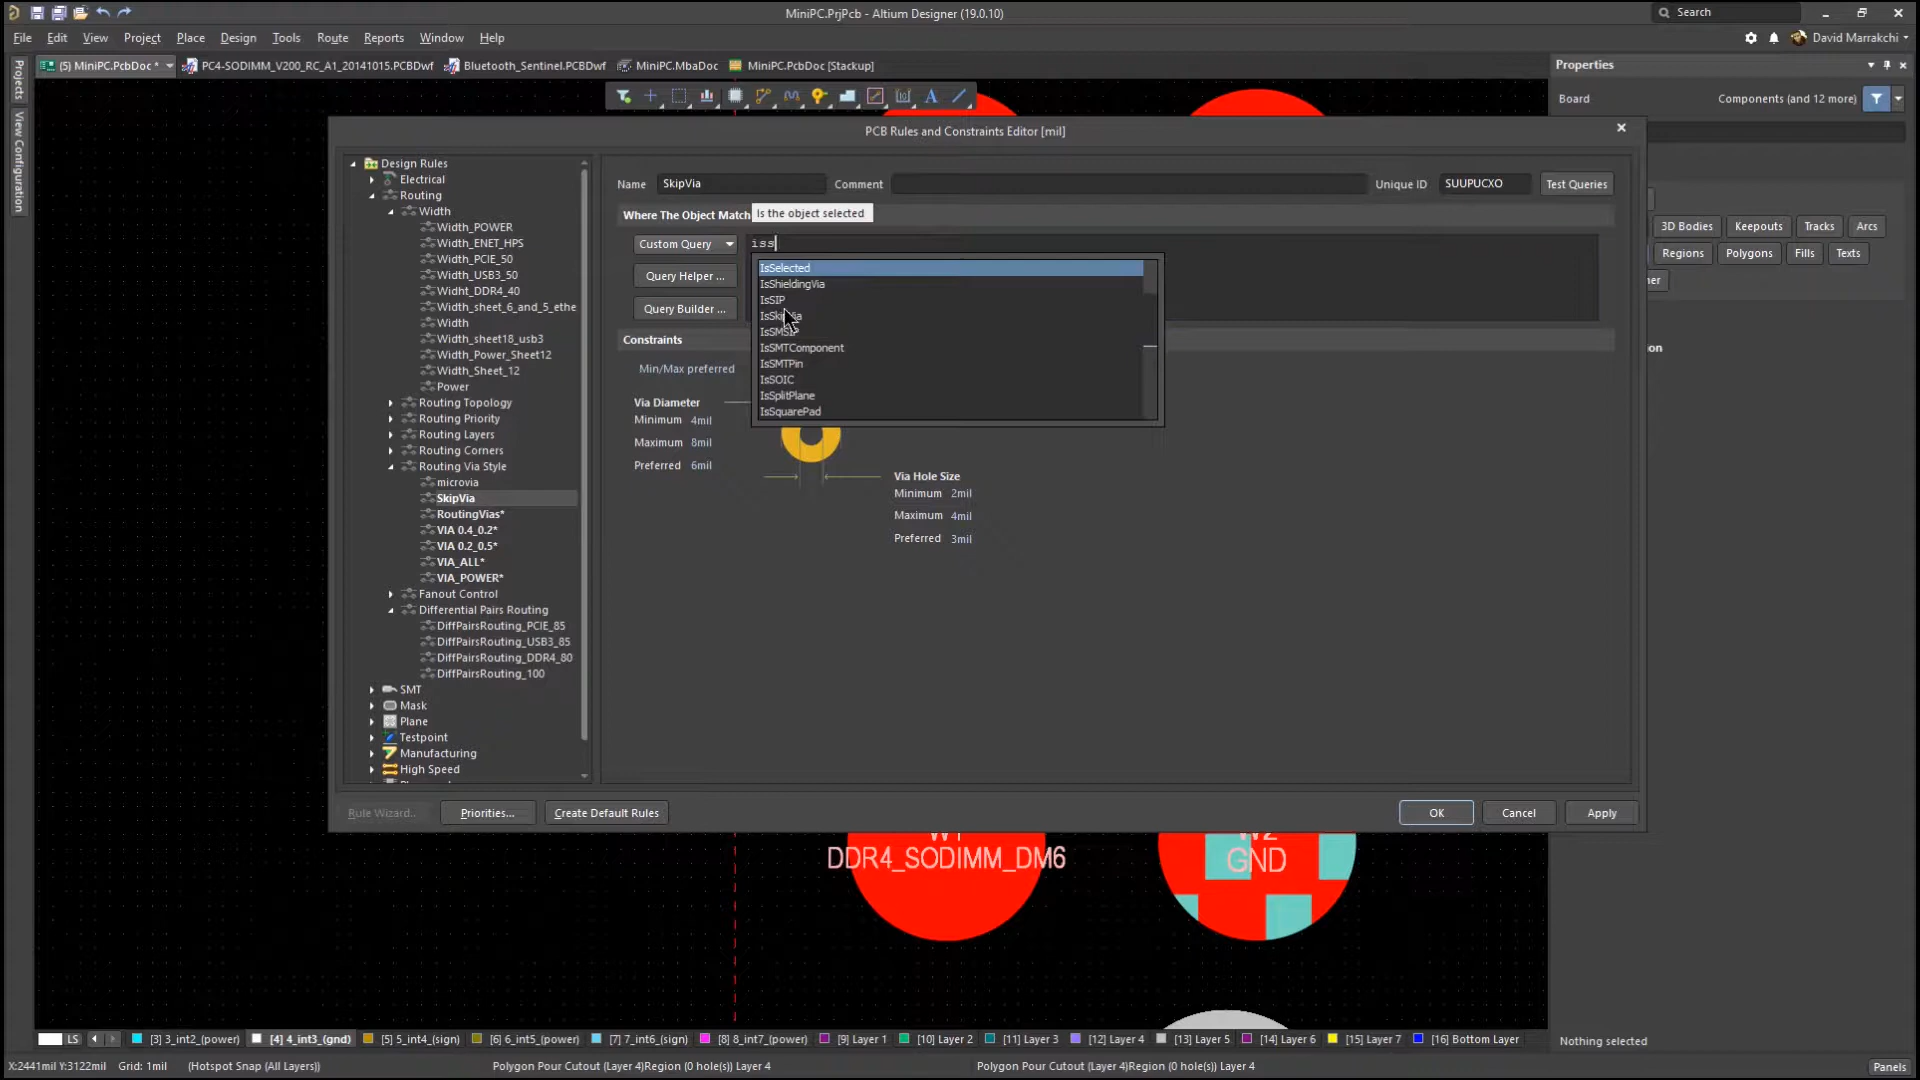 MiniPC.PrjPcb - Altium Designer (19.0.10)
Search
File Edit View Project Place Design Tools Route Reports Window Help
David Marrakchi
(5) MiniPC.PcbDoc * PC4-SODIMM_V200_RC_A1_20141015.PCBDwf Bluetooth_Sentinel.PCBDwf MiniPC.MbaDoc MiniPC.PcbDoc [Stackup]
Projects
View Configuration
Properties
Board Components (and 12 more)
3D Bodies Keepouts Tracks Arcs
Regions Polygons Fills Texts
Nothing selected
PCB Rules and Constraints Editor [mil]
Design Rules
Electrical
Routing
Width
Width_POWER
Width_ENET_HPS
Width_PCIE_50
Width_USB3_50
Widht_DDR4_40
Width_sheet_6_and_5_ethe
Width
Width_sheet18_usb3
Width_Power_Sheet12
Width_Sheet_12
Power
Routing Topology
Routing Priority
Routing Layers
Routing Corners
Routing Via Style
microvia
SkipVia
RoutingVias*
VIA 0.4_0.2*
VIA 0.2_0.5*
VIA_ALL*
VIA_POWER*
Fanout Control
Differential Pairs Routing
DiffPairsRouting_PCIE_85
DiffPairsRouting_USB3_85
DiffPairsRouting_DDR4_80
DiffPairsRouting_100
SMT
Mask
Plane
Testpoint
Manufacturing
High Speed
Name SkipVia Comment Unique ID SUUPUCXO Test Queries
Where The Object Match
Is the object selected
Custom Query iss
Query Helper ...
Query Builder ...
IsSelected
IsShieldingVia
IsSIP
IsSkipVia
IsSMSIP
IsSMTComponent
IsSMTPin
IsSOIC
IsSplitPlane
IsSquarePad
Constraints
Min/Max preferred
Via Diameter
Minimum 4mil
Maximum 8mil
Preferred 6mil
Via Hole Size
Minimum 2mil
Maximum 4mil
Preferred 3mil
Rule Wizard.. Priorities... Create Default Rules OK Cancel Apply
DDR4_SODIMM_DM6
W2
GND
LS [3] 3_int2_(power) [4] 4_int3_(gnd) [5] 5_int4_(sign) [6] 6_int5_(power) [7] 7_int6_(sign) [8] 8_int7_(power) [9] Layer 1 [10] Layer 2 [11] Layer 3 [12] Layer 4 [13] Layer 5 [14] Layer 6 [15] Layer 7 [16] Bottom Layer
X:2441mil Y:3122mil Grid: 1mil (Hotspot Snap (All Layers)) Polygon Pour Cutout (Layer 4)Region (0 hole(s)) Layer 4 Polygon Pour Cutout (Layer 4)Region (0 hole(s)) Layer 4 Panels